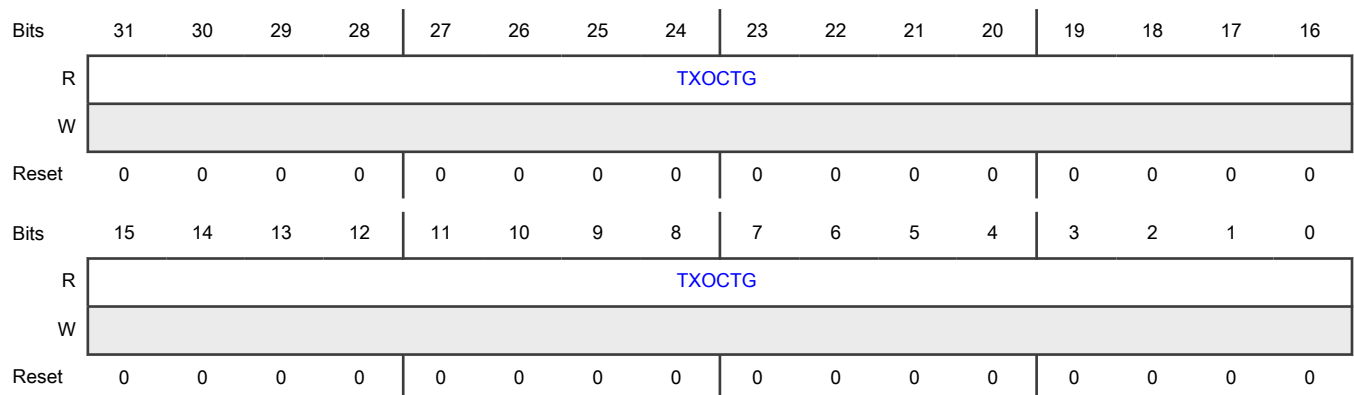 Bits 31 30 29 28 27 26 25 24 23 22 21 20 19 18 17 16
R TXOCTG
W
Reset 0 0 0 0 0 0 0 0 0 0 0 0 0 0 0 0
Bits 15 14 13 12 11 10 9 8 7 6 5 4 3 2 1 0
R TXOCTG
W
Reset 0 0 0 0 0 0 0 0 0 0 0 0 0 0 0 0